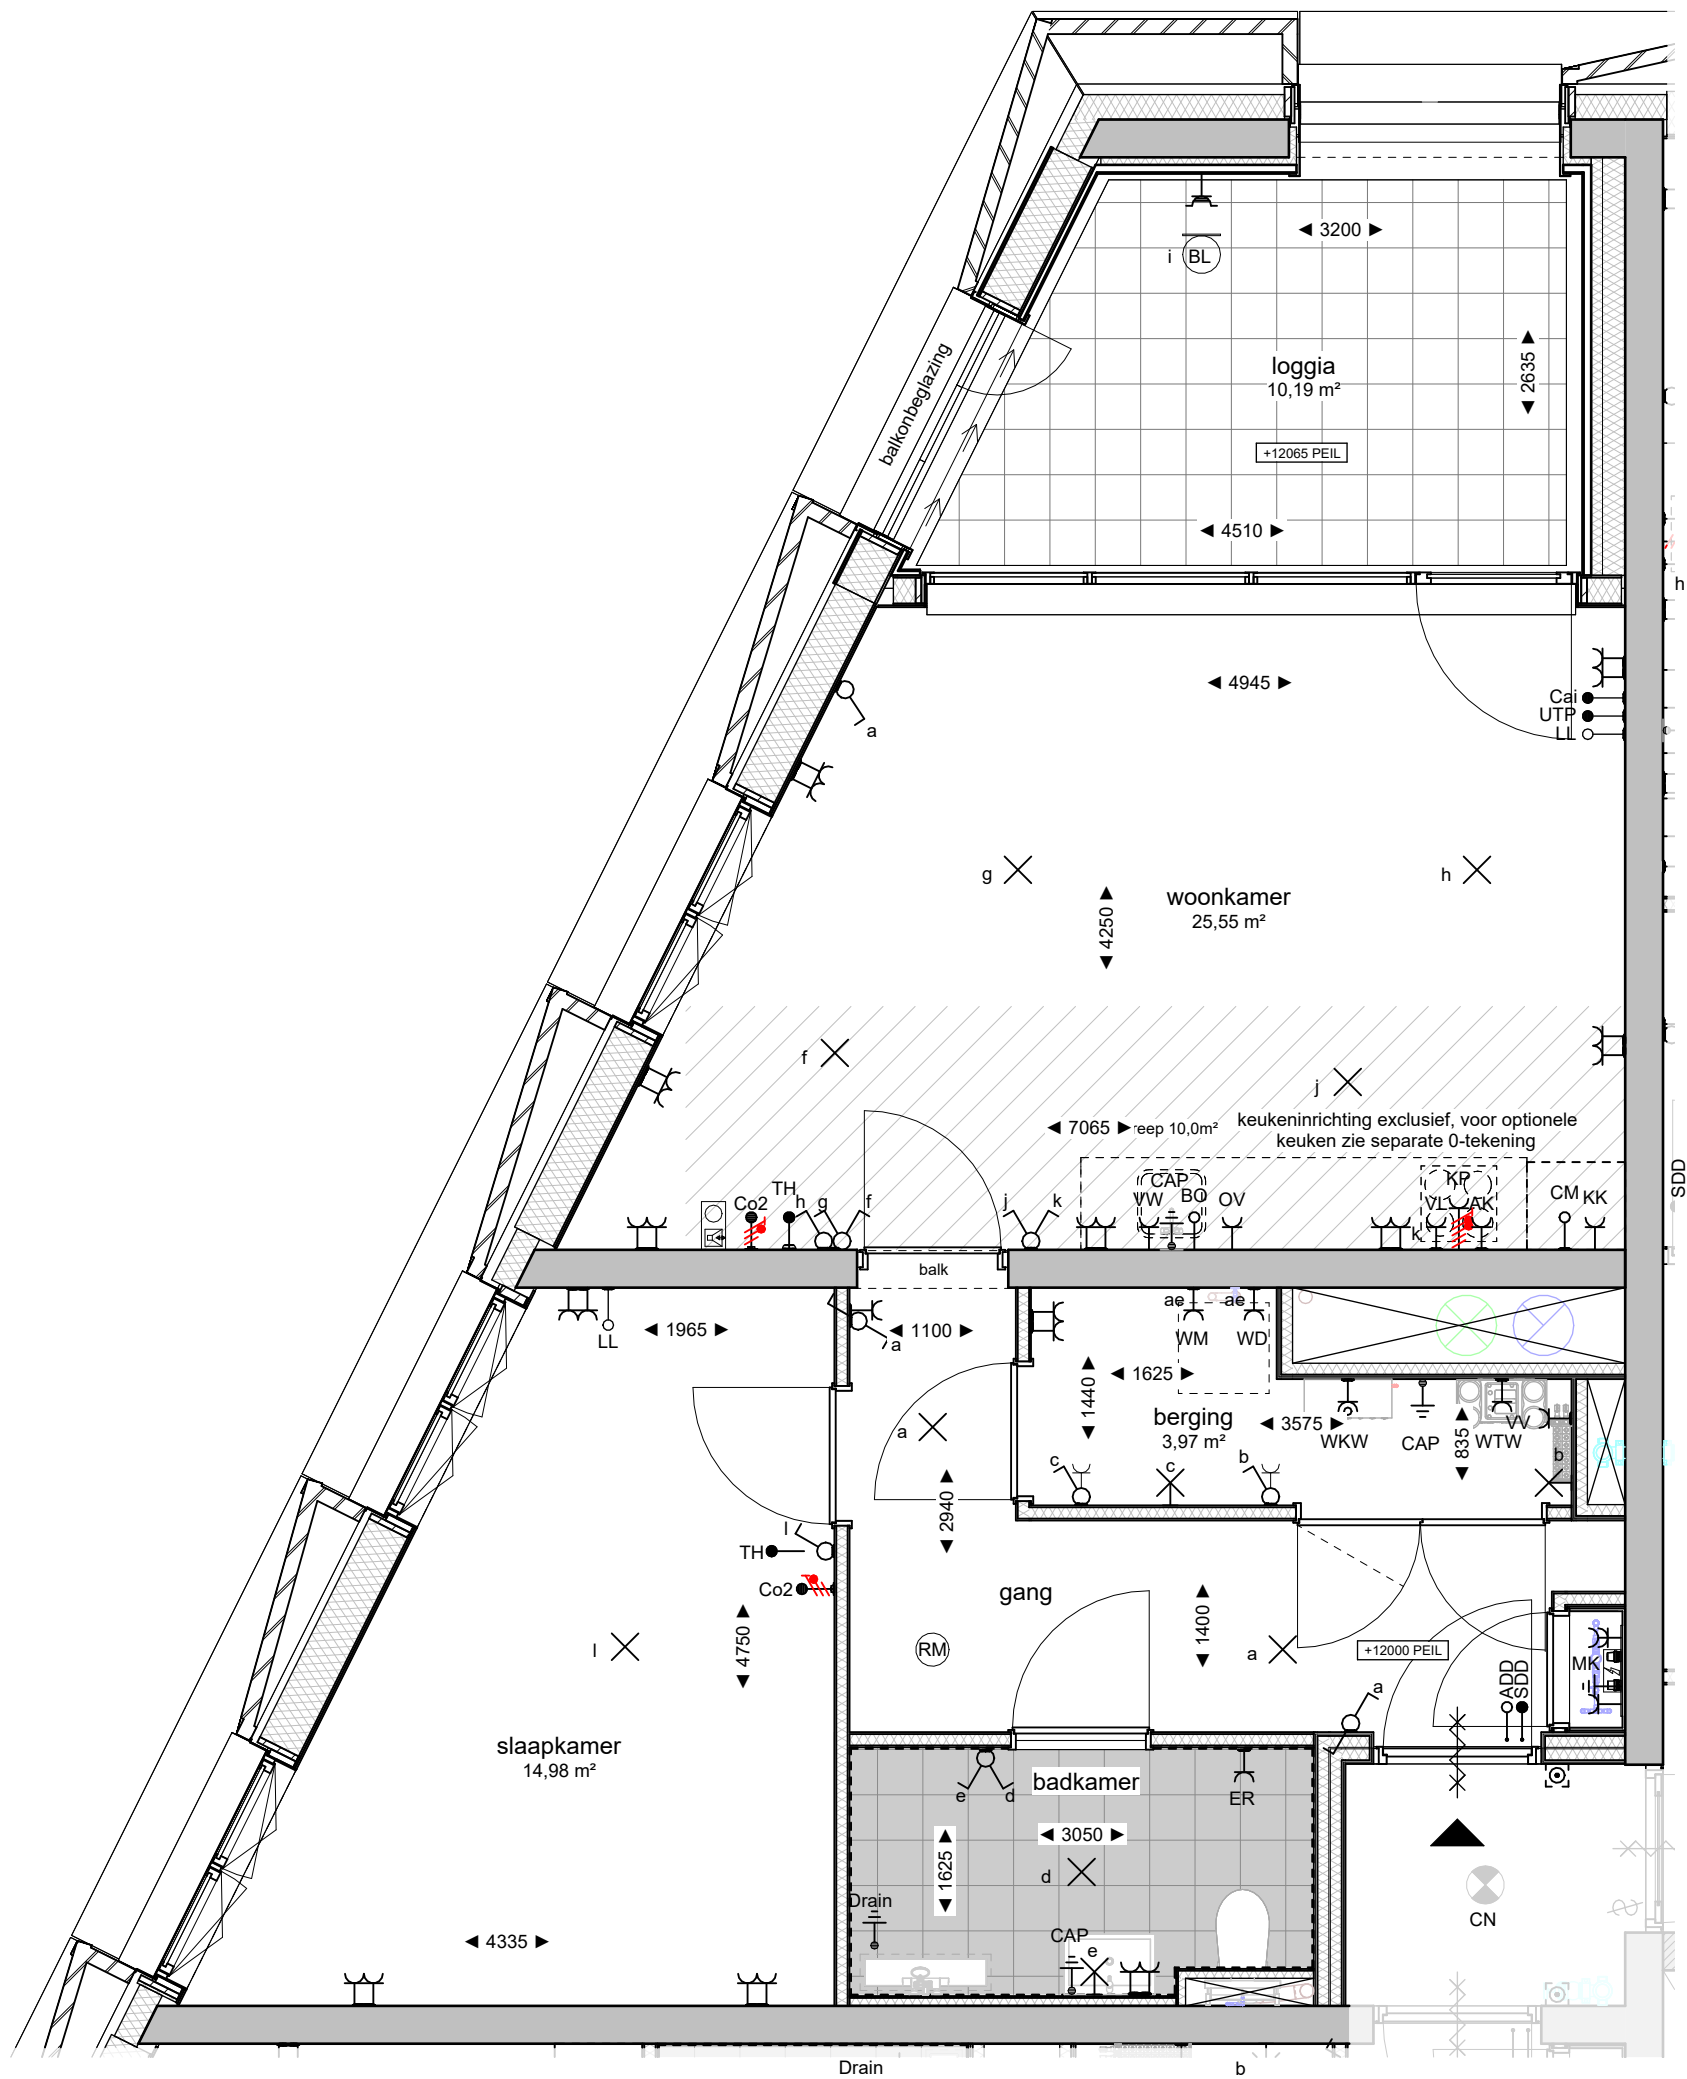 3200
i
BL
balkonbeglazing
loggia
10,19 m²
2635
+12065 PEIL
4510
h
4945
Cai
UTP
LL
a
g
h
woonkamer
25,55 m²
4250
f
j
7065
reep 10,0m²
keukeninrichting exclusief, voor optionele
keuken zie separate 0-tekening
SDD
Co2
TH
h
g
f
j
k
VW
CAP
BO
OV
KP
VL
AK
k
CM
KK
balk
LL
1965
a
1100
ae
ae
WM
WD
1440
1625
berging
3,97 m²
3575
WKW
CAP
835
WTW
VV
a
c
c
b
b
2940
l
TH
Co2
gang
1400
l
4750
RM
a
+12000 PEIL
MK
ADD
SDD
a
slaapkamer
14,98 m²
badkamer
e
d
ER
3050
1625
d
Drain
CAP
e
CN
4335
Drain
b